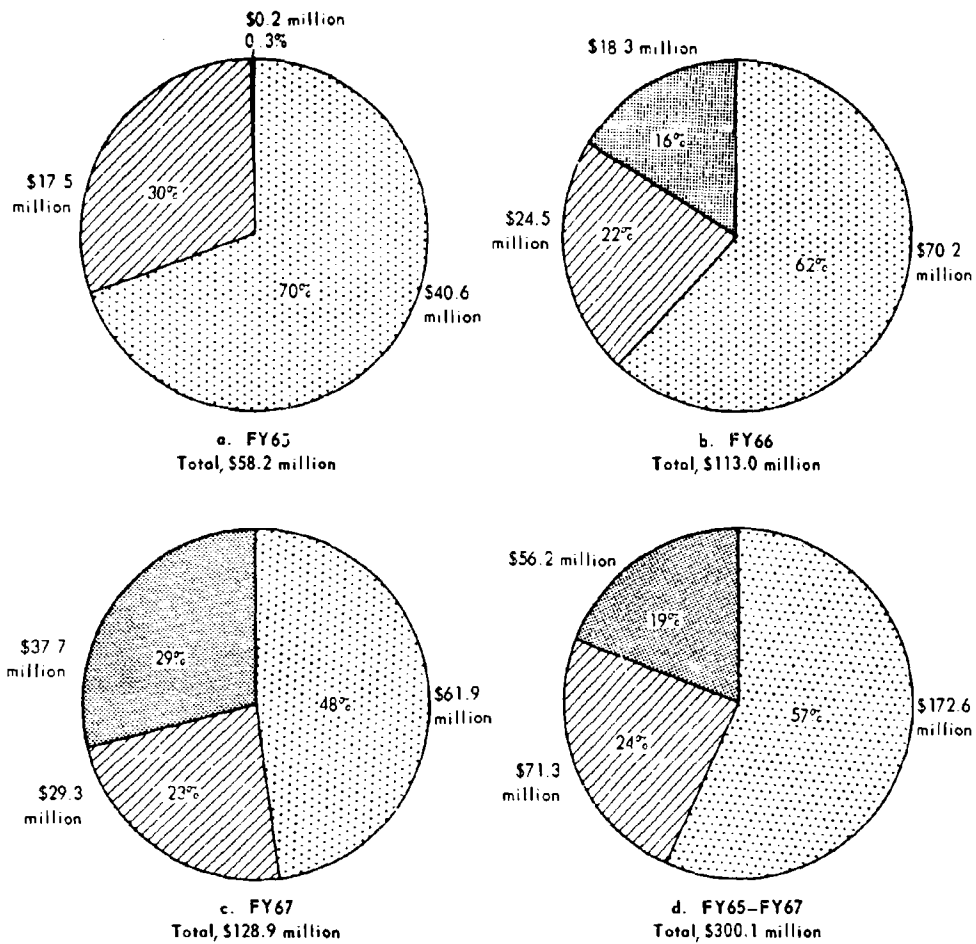 $0.2 million
0.3%
$17 5
million
30%
70%
$40.6
million
a. FY65
Total, $58.2 million
$18 3 million
16%
$24.5
million
22%
62%
$70 2
million
b. FY66
Total, $113.0 million
$37 7
million
29%
48%
$61.9
million
$29.3
million
23%
c. FY67
Total, $128.9 million
$56.2 million
19%
57%
$172.6
million
24%
$71.3
million
d. FY65–FY67
Total, $300.1 million